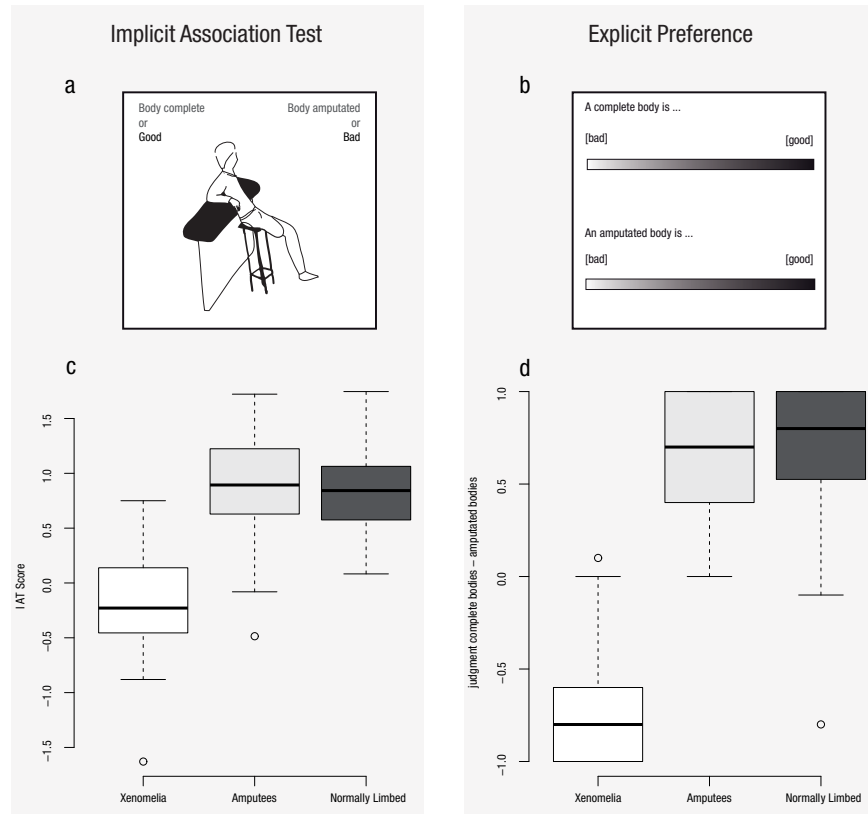 Implicit Association Test
Explicit Preference
a
Body complete
or
Good
Body amputated
or
Bad
b
A complete body is ...
[bad] [good]
An amputated body is ...
[bad] [good]
c
I AT Score
1.5
1.0
0.5
0.0
−0.5
−1.0
−1.5
Xenomelia Amputees Normally Limbed
d
judgment complete bodies − amputated bodies
1.0
0.5
0.0
−0.5
−1.0
Xenomelia Amputees Normally Limbed